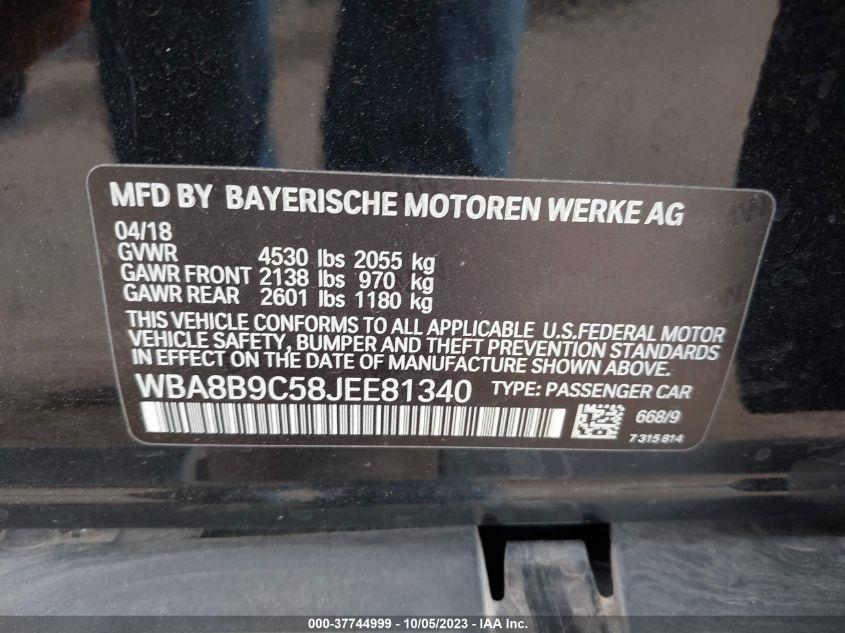 MFD BY BAYERISCHE MOTOREN WERKE AG
04/18
GVWR 4530 lbs 2055 kg
GAWR FRONT 2138 lbs 970 kg
GAWR REAR 2601 lbs 1180 kg
THIS VEHICLE CONFORMS TO ALL APPLICABLE U.S.FEDERAL MOTOR
VEHICLE SAFETY, BUMPER AND THEFT PREVENTION STANDARDS
IN EFFECT ON THE DATE OF MANUFACTURE SHOWN ABOVE.
WBA8B9C58JEE81340 TYPE: PASSENGER CAR
668/9
7 315 814
000-37744999 - 10/05/2023 - IAA Inc.